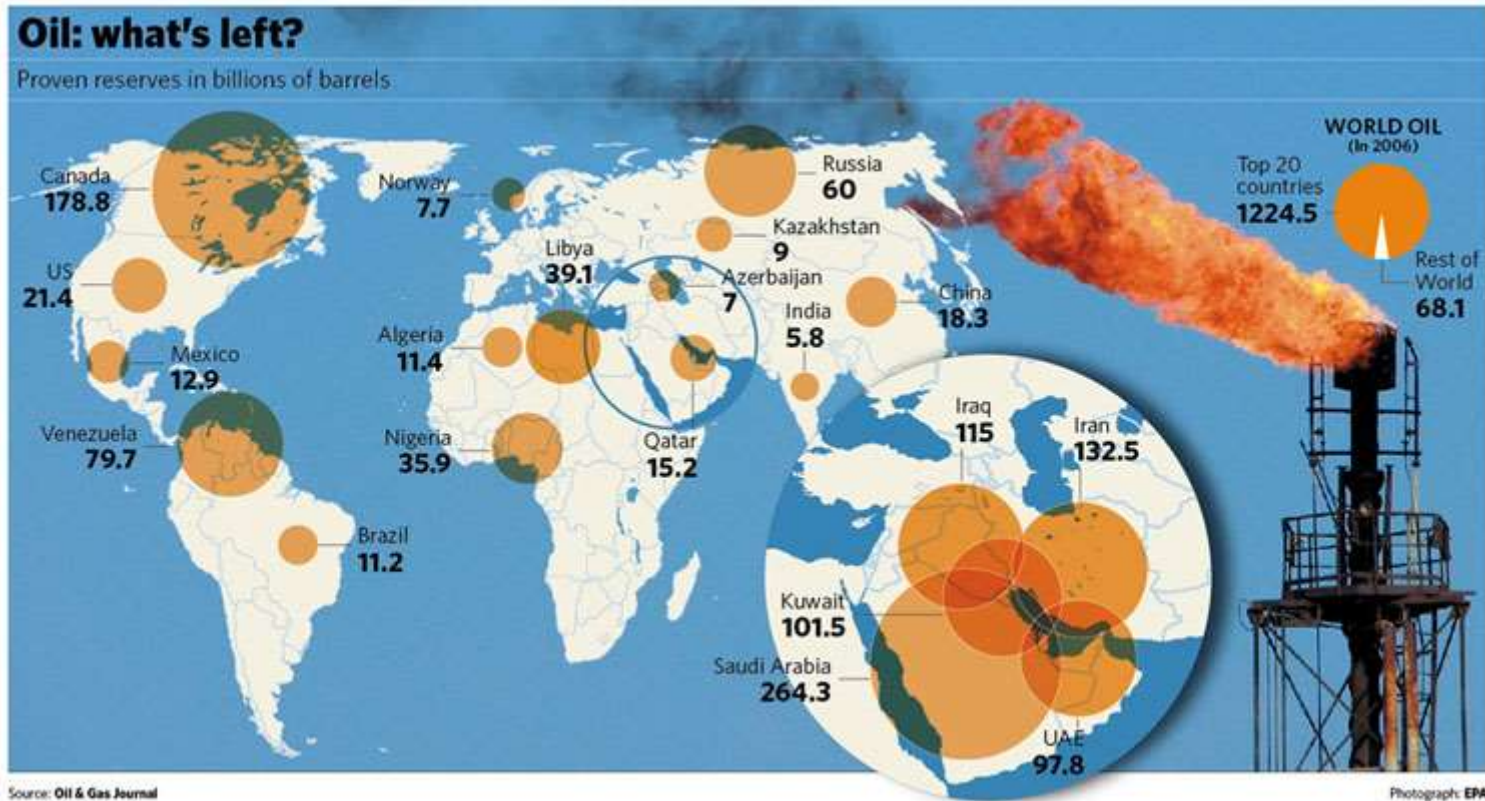 Oil: what's left?
Proven reserves in billions of barrels
Canada
178.8
US
21.4
Mexico
12.9
Venezuela
79.7
Brazil
11.2
Norway
7.7
Libya
39.1
Algeria
11.4
Nigeria
35.9
Russia
60
Kazakhstan
9
Azerbaijan
7
India
5.8
China
18.3
Qatar
15.2
Iraq
115
Iran
132.5
Kuwait
101.5
Saudi Arabia
264.3
UAE
97.8
WORLD OIL
(In 2006)
Top 20
countries
1224.5
Rest of
World
68.1
Source: Oil & Gas Journal
Photograph: EPA